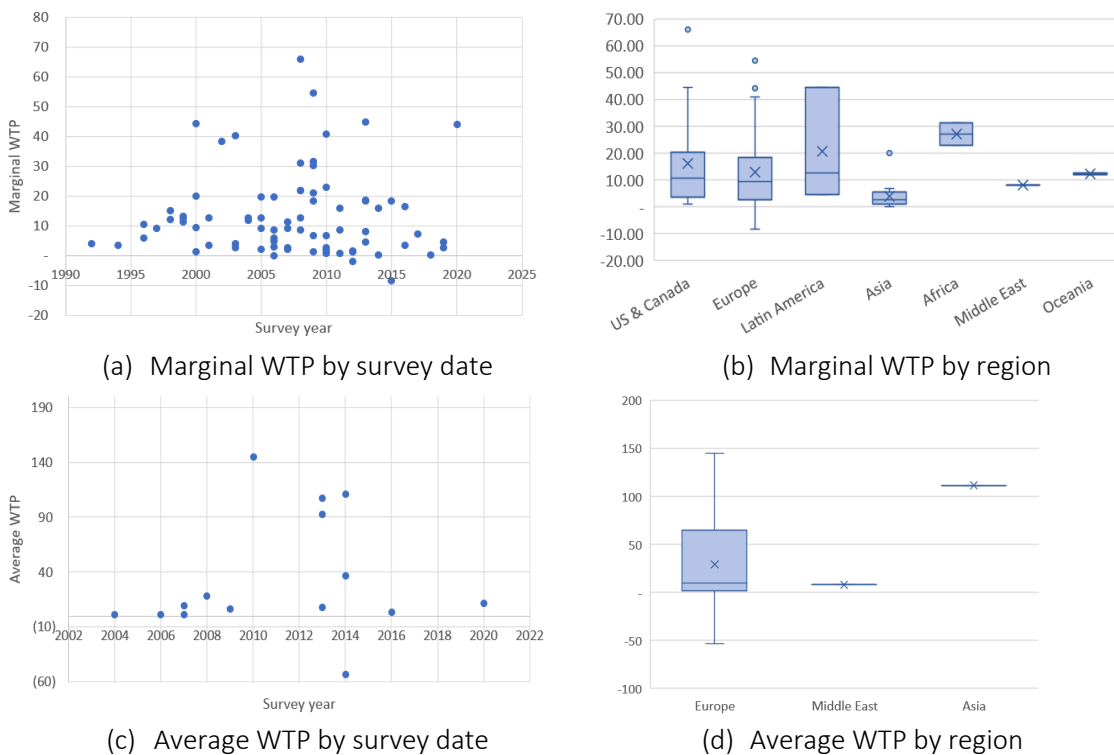 80
70
60
50
40
30
20
10
-
-10
-20
Marginal WTP
1990 1995 2000 2005 2010 2015 2020 2025
Survey year
(a) Marginal WTP by survey date
70.00
60.00
50.00
40.00
30.00
20.00
10.00
-
-10.00
-20.00
US & Canada
Europe
Latin America
Asia
Africa
Middle East
Oceania
(b) Marginal WTP by region
190
140
90
40
(10)
(60)
Average WTP
2002 2004 2006 2008 2010 2012 2014 2016 2018 2020 2022
Survey year
(c) Average WTP by survey date
200
150
100
50
-
-50
-100
Europe Middle East Asia
(d) Average WTP by region